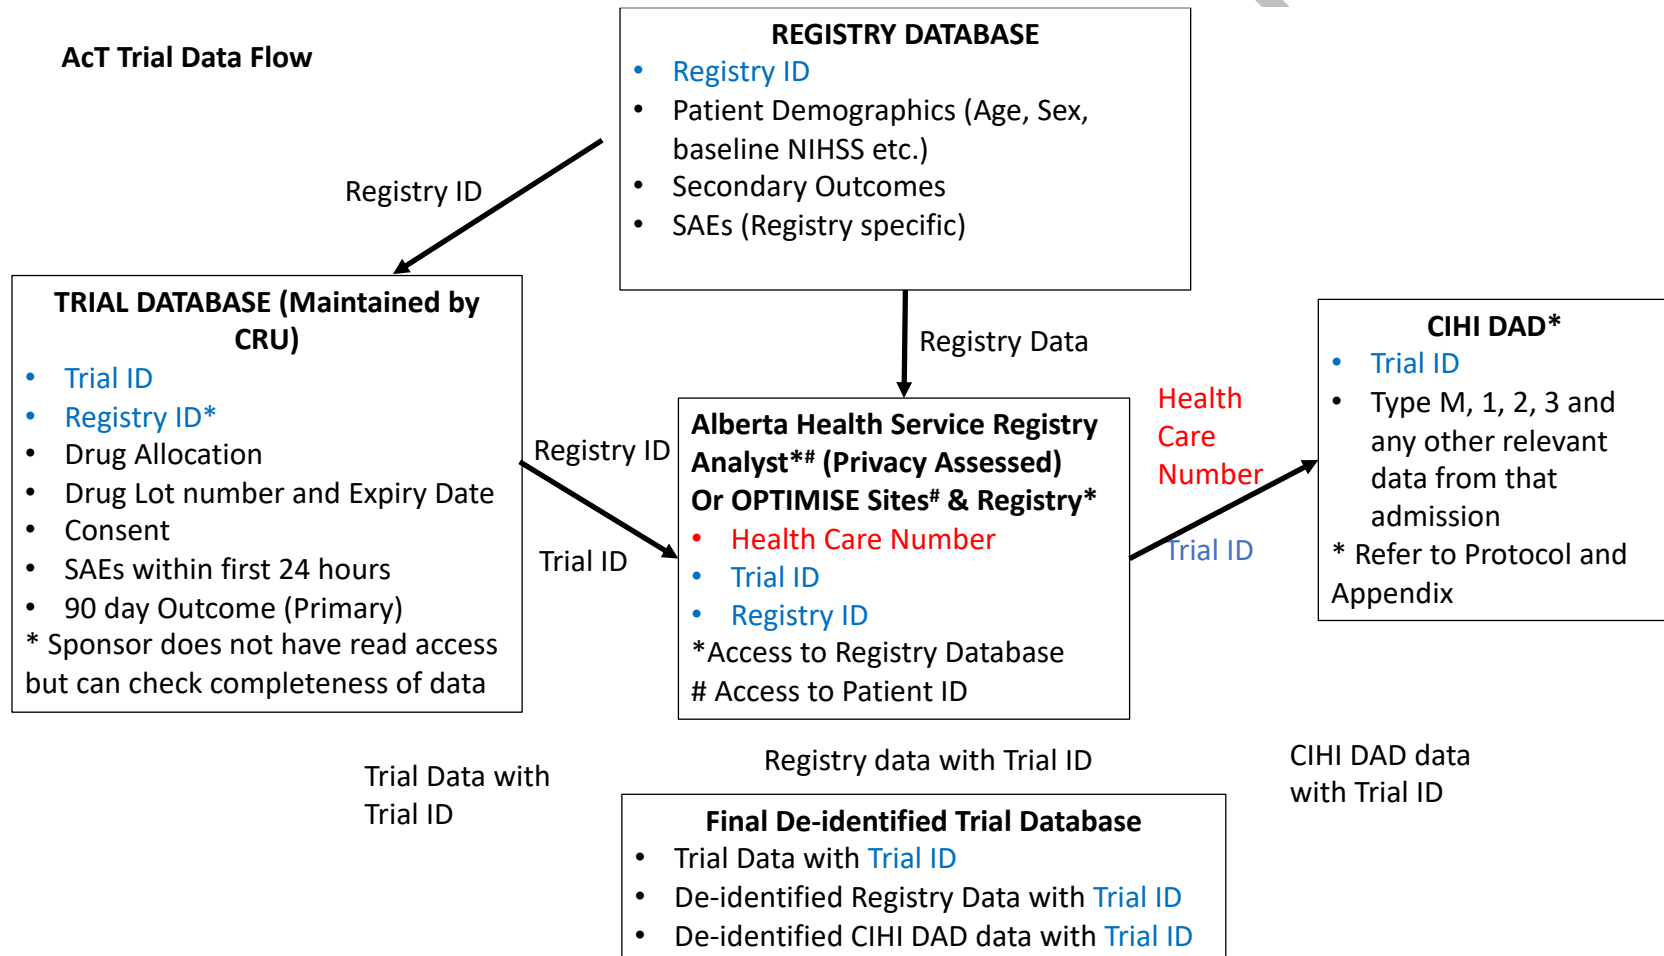 AcT Trial Data Flow
REGISTRY DATABASE
• Registry ID
• Patient Demographics (Age, Sex,
baseline NIHSS etc.)
• Secondary Outcomes
• SAEs (Registry specific)
Registry ID
TRIAL DATABASE (Maintained by
CRU)
• Trial ID
• Registry ID*
• Drug Allocation
• Drug Lot number and Expiry Date
• Consent
• SAEs within first 24 hours
• 90 day Outcome (Primary)
* Sponsor does not have read access
but can check completeness of data
Registry Data
Registry ID
Trial ID
Alberta Health Service Registry
Analyst*# (Privacy Assessed)
Or OPTIMISE Sites# & Registry*
• Health Care Number
• Trial ID
• Registry ID
*Access to Registry Database
# Access to Patient ID
Health
Care
Number
Trial ID
CIHI DAD*
• Trial ID
• Type M, 1, 2, 3 and
any other relevant
data from that
admission
* Refer to Protocol and
Appendix
Trial Data with
Trial ID
Registry data with Trial ID
CIHI DAD data
with Trial ID
Final De-identified Trial Database
• Trial Data with Trial ID
• De-identified Registry Data with Trial ID
• De-identified CIHI DAD data with Trial ID